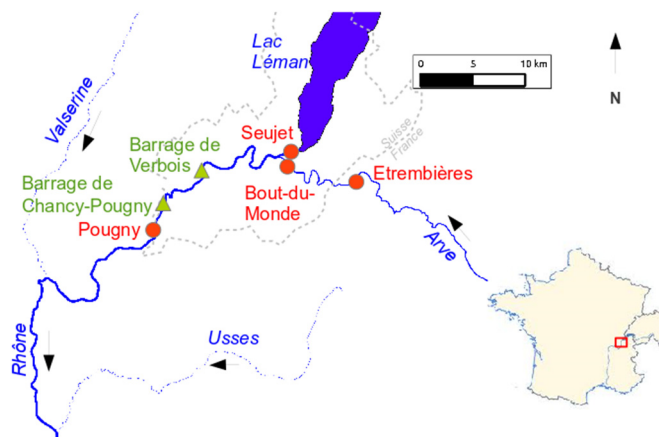 Lac
Léman
0
5
10 km
N
Valserine
Suisse
France
Seujet
Barrage de
Verbois
Etrembières
Bout-du-
Monde
Barrage de
Chancy-Pougny
Pougny
Arve
Rhône
Usses